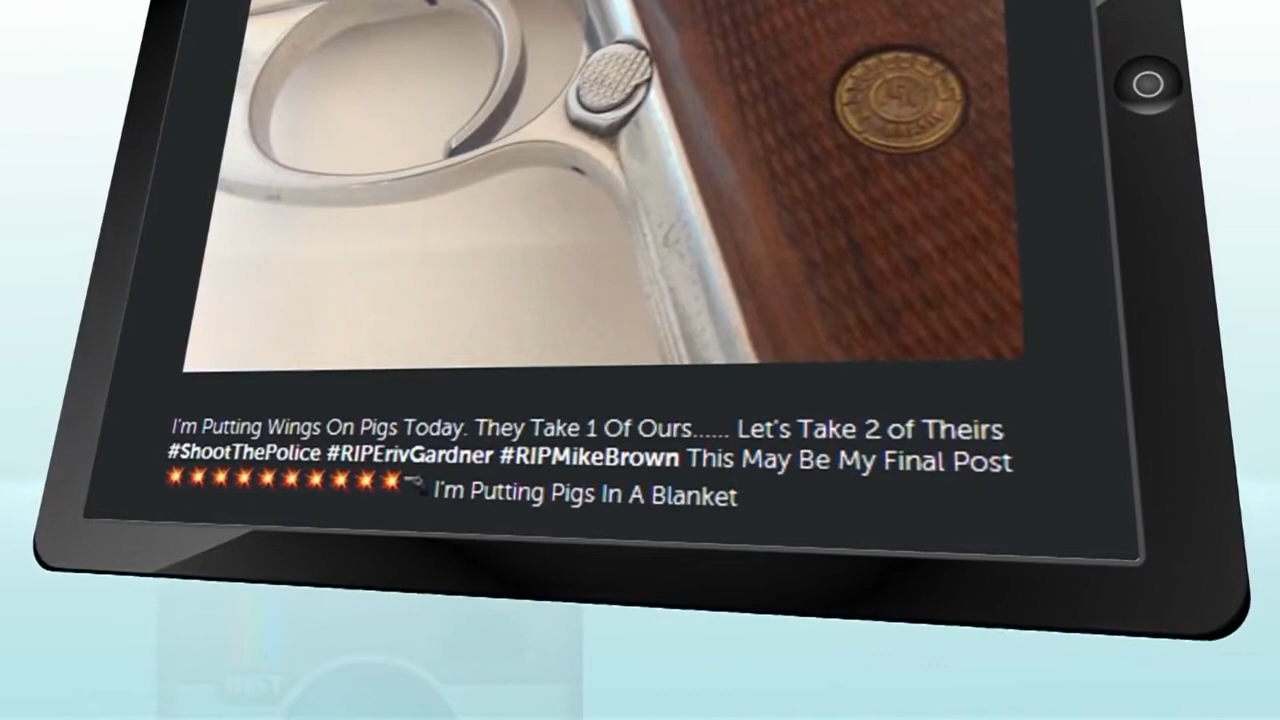 I'm Putting Wings On Pigs Today. They Take 1 Of Ours...... Let's Take 2 of Theirs
#ShootThePolice #RIPErivGardner #RIPMikeBrown This May Be My Final Post
I'm Putting Pigs In A Blanket
INST